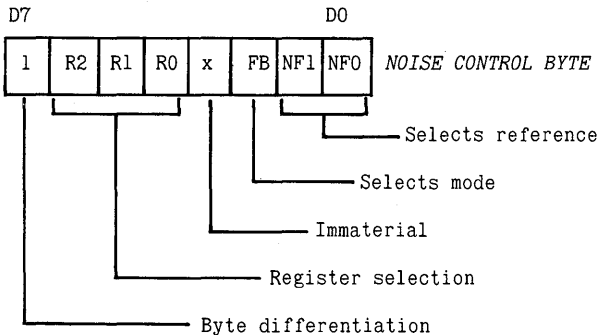 D7 D0
1 R2 R1 R0 x FB NF1 NF0 NOISE CONTROL BYTE
Selects reference
Selects mode
Immaterial
Register selection
Byte differentiation